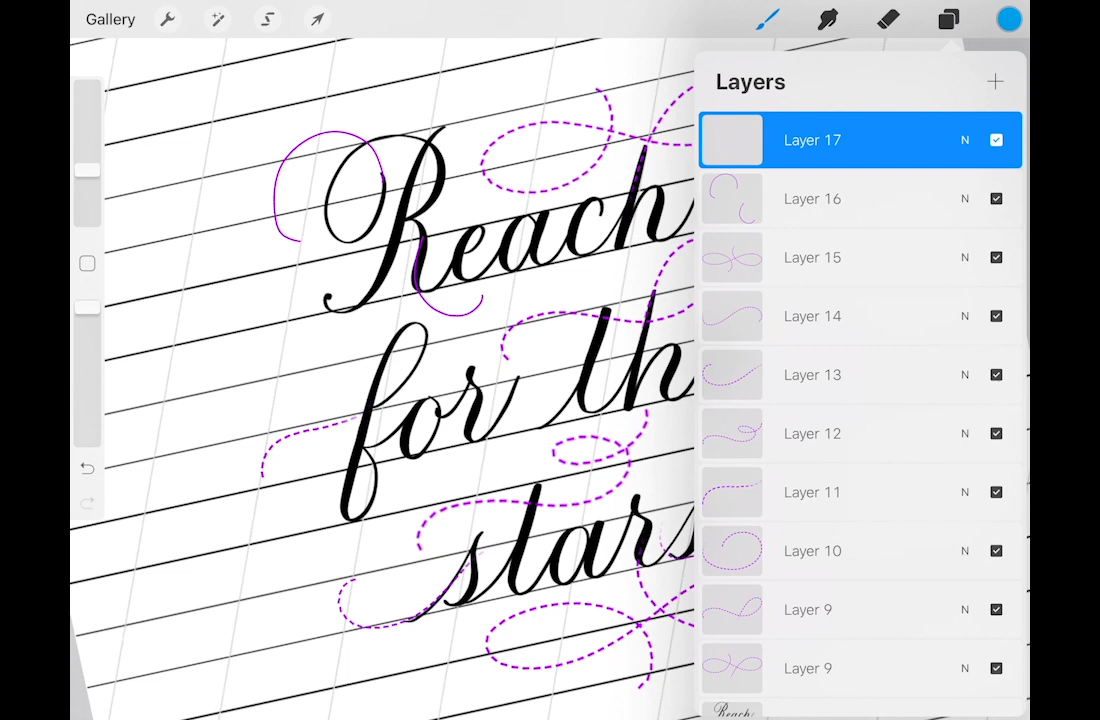 Gallery
Layers
Layer 17 N
Layer 16 N
Layer 15 N
Layer 14 N
Layer 13 N
Layer 12 N
Layer 11 N
Layer 10 N
Layer 9 N
Layer 9 N
Reach
Reach
for th
stars